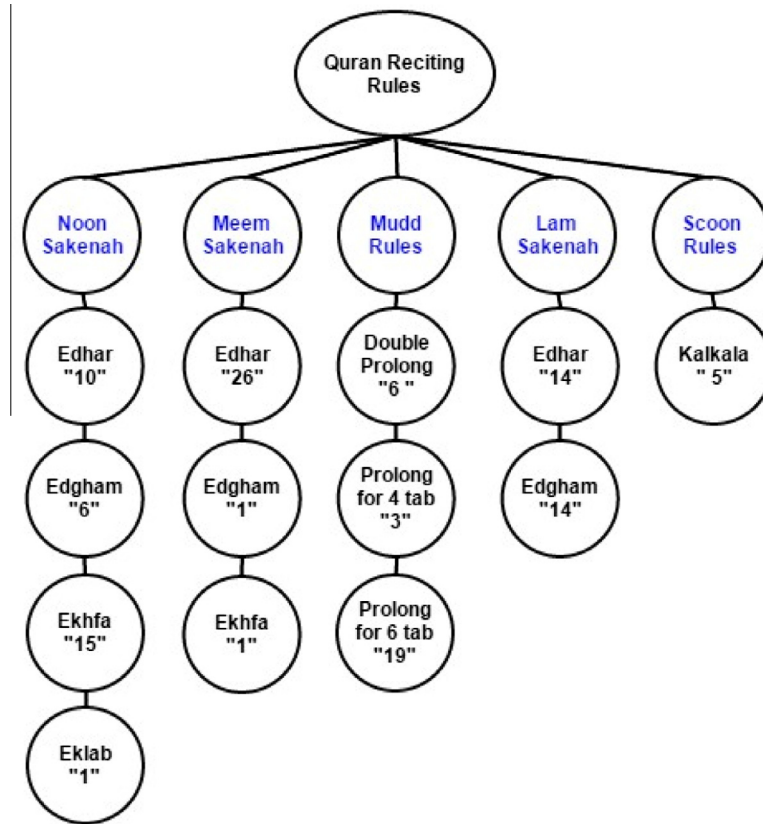 Quran Reciting
Rules
Noon
Sakenah
Meem
Sakenah
Mudd
Rules
Lam
Sakenah
Scoon
Rules
Edhar
"10"
Edhar
"26"
Double
Prolong
"6 "
Edhar
"14"
Kalkala
" 5"
Edgham
"6"
Edgham
"1"
Prolong
for 4 tab
"3"
Edgham
"14"
Ekhfa
"15"
Ekhfa
"1"
Prolong
for 6 tab
"19"
Eklab
"1"